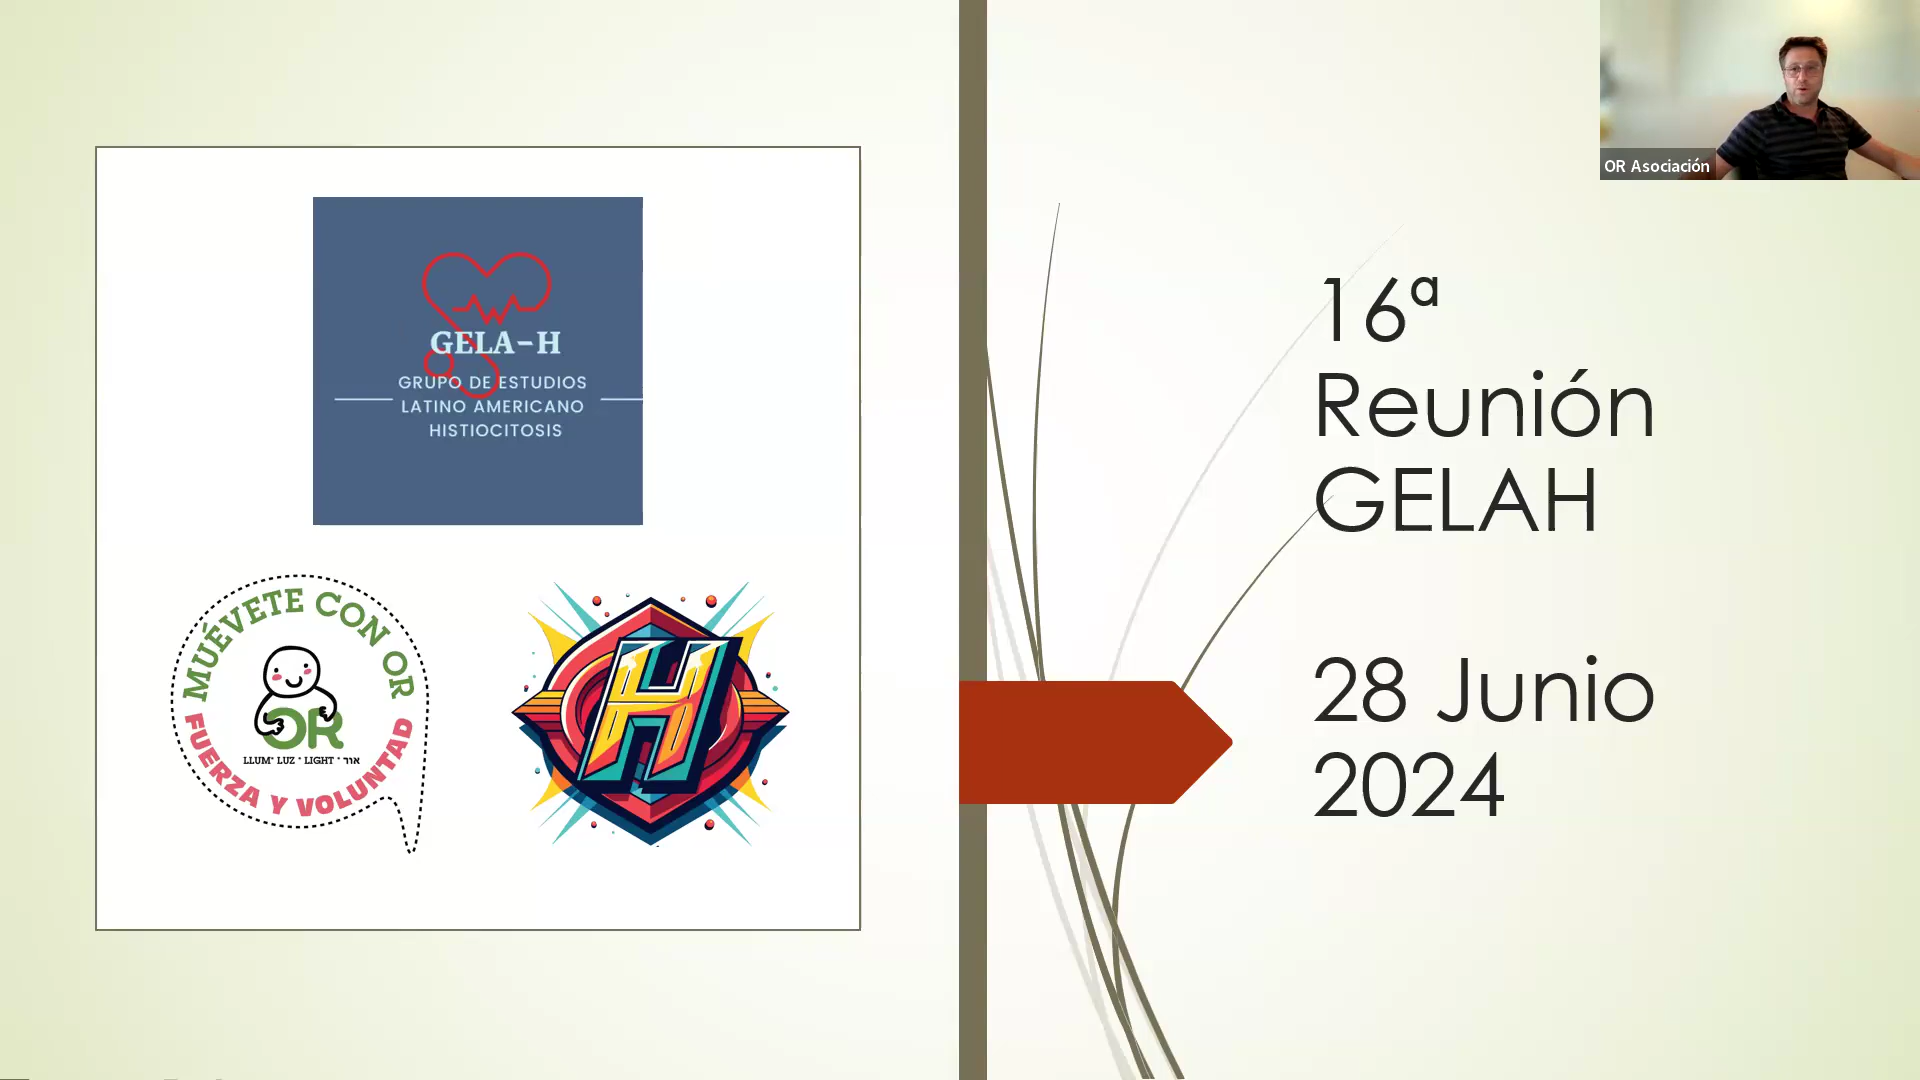 GELA-H
GRUPO DE ESTUDIOS
LATINO AMERICANO
HISTIOCITOSIS
MUÉVETE CON OR
OR
LLUM* LUZ * LIGHT * אור
FUERZA Y VOLUNTAD
H
16ª
Reunión
GELAH
28 Junio
2024
OR Asociación